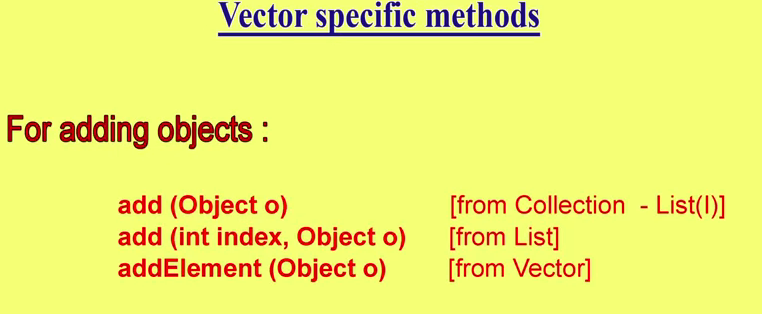 Vector specific methods
For adding objects :
add (Object o) [from Collection - List(I)]
add (int index, Object o) [from List]
addElement (Object o) [from Vector]